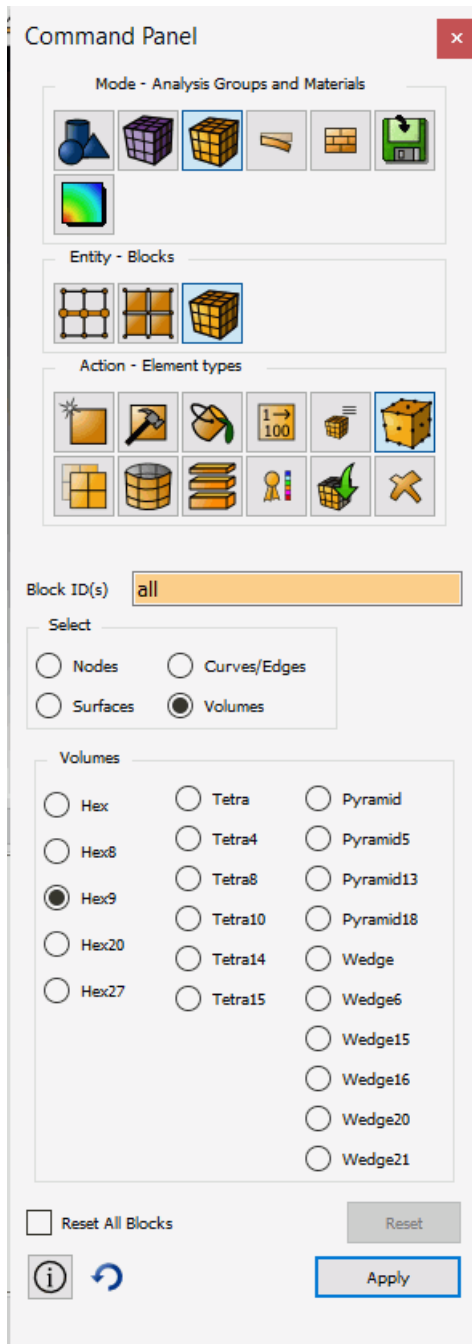 Command Panel
Mode - Analysis Groups and Materials
Entity - Blocks
Action - Element types
1→
100
Block ID(s) all
Select
Nodes Curves/Edges
Surfaces Volumes
Volumes
Hex Tetra Pyramid
Hex8 Tetra4 Pyramid5
Hex9 Tetra8 Pyramid13
Hex20 Tetra10 Pyramid18
Hex27 Tetra14 Wedge
Tetra15 Wedge6
Wedge15
Wedge16
Wedge20
Wedge21
Reset All Blocks Reset
Apply